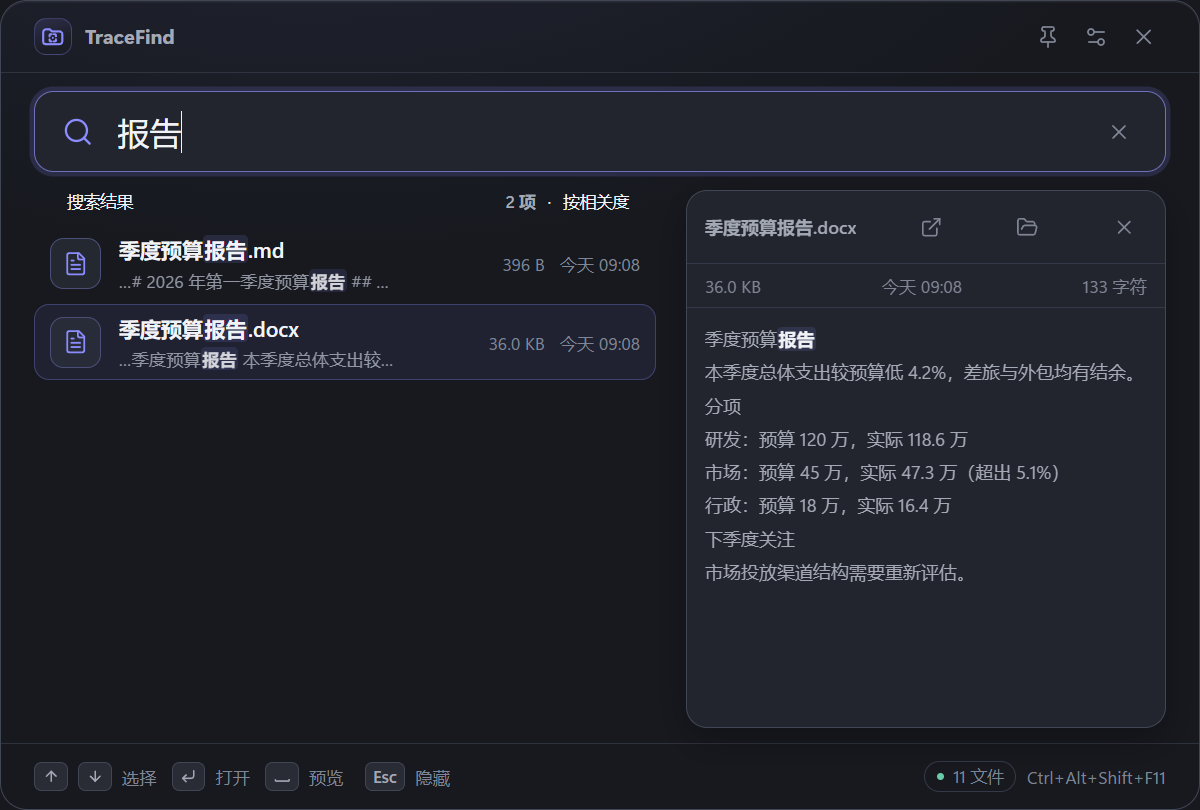 TraceFind
报告
搜索结果
2 项 · 按相关度
季度预算报告.md
...# 2026 年第一季度预算报告 ## ...
396 B 今天 09:08
季度预算报告.docx
...季度预算报告 本季度总体支出较...
36.0 KB 今天 09:08
季度预算报告.docx
36.0 KB 今天 09:08 133 字符
季度预算报告
本季度总体支出较预算低 4.2%，差旅与外包均有结余。
分项
研发：预算 120 万，实际 118.6 万
市场：预算 45 万，实际 47.3 万（超出 5.1%）
行政：预算 18 万，实际 16.4 万
下季度关注
市场投放渠道结构需要重新评估。
选择 打开 预览 Esc 隐藏
11 文件 Ctrl+Alt+Shift+F11